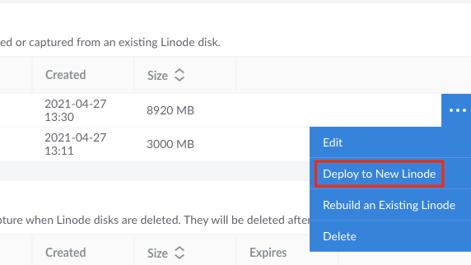 ed or captured from an existing Linode disk.
Created Size
2021-04-27
13:30
8920 MB
2021-04-27
13:11
3000 MB
Edit
Deploy to New Linode
Rebuild an Existing Linode
Delete
pture when Linode disks are deleted. They will be deleted after
Created Size Expires